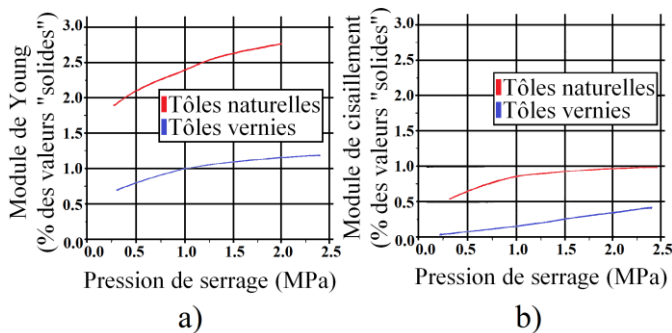 Module de Young
(% des valeurs "solides")
3.0
2.5
2.0
1.5
1.0
0.5
0.0
Tôles naturelles
Tôles vernies
0.0 0.5 1.0 1.5 2.0 2.5
Pression de serrage (MPa)
a)
Module de cisaillement
(% des valeurs "solides")
3.0
2.5
2.0
1.5
1.0
0.5
0.0
Tôles naturelles
Tôles vernies
0.0 0.5 1.0 1.5 2.0 2.5
Pression de serrage (MPa)
b)